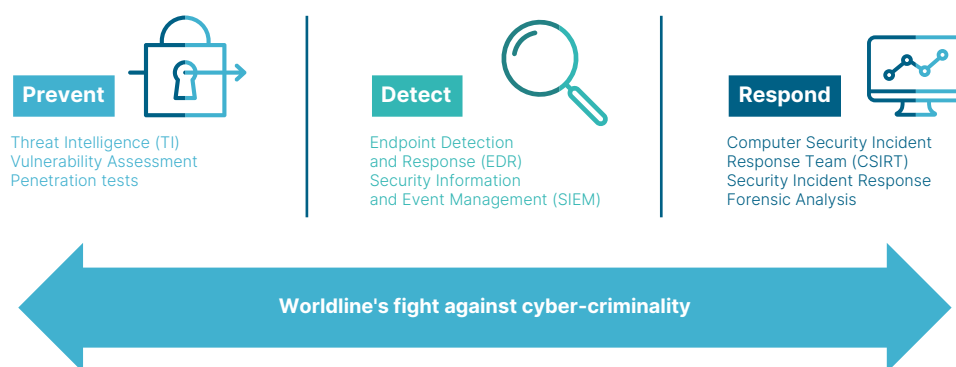 Prevent
Threat Intelligence (TI)
Vulnerability Assessment
Penetration tests
Detect
Endpoint Detection
and Response (EDR)
Security Information
and Event Management (SIEM)
Respond
Computer Security Incident
Response Team (CSIRT)
Security Incident Response
Forensic Analysis
Worldline's fight against cyber-criminality